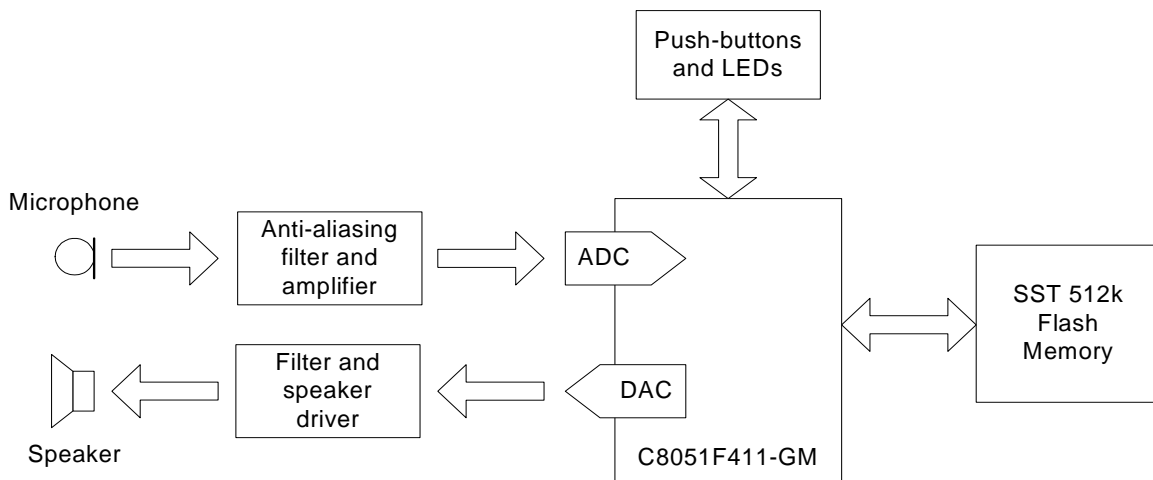 Push-buttons
and LEDs
Microphone
Anti-aliasing
filter and
amplifier
ADC
SST 512k
Flash
Memory
Filter and
speaker
driver
DAC
Speaker
C8051F411-GM